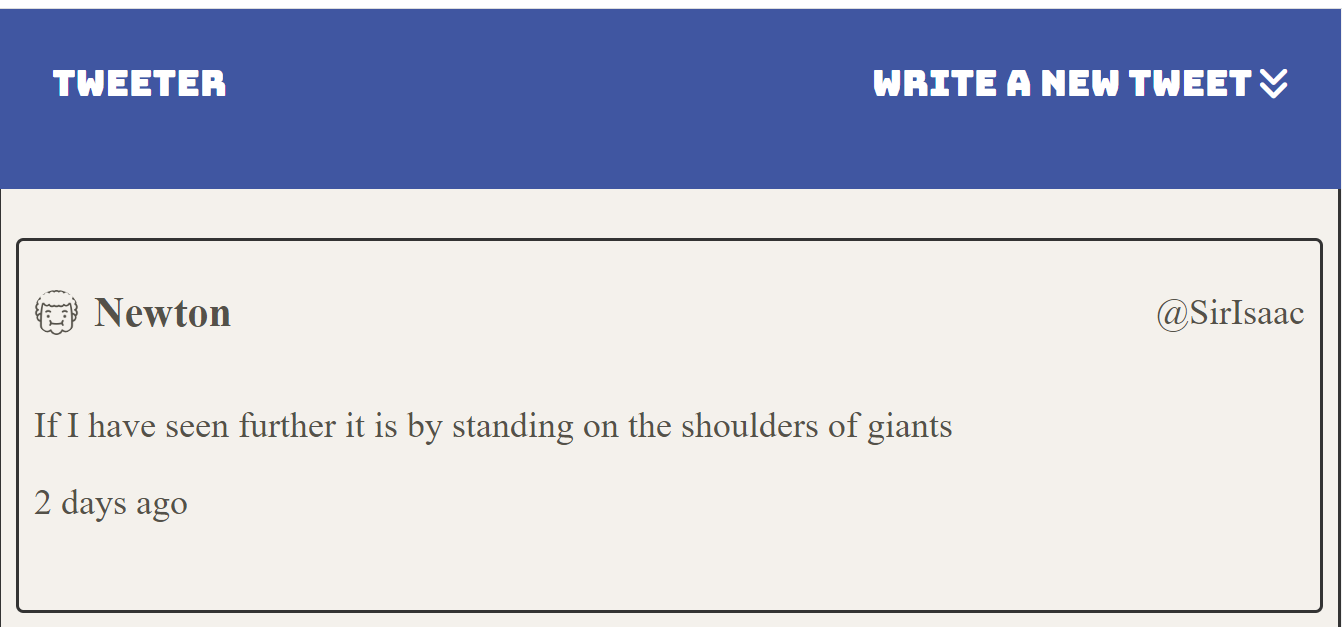 TWEETER
WRITE A NEW TWEET
Newton
@SirIsaac
If I have seen further it is by standing on the shoulders of giants
2 days ago